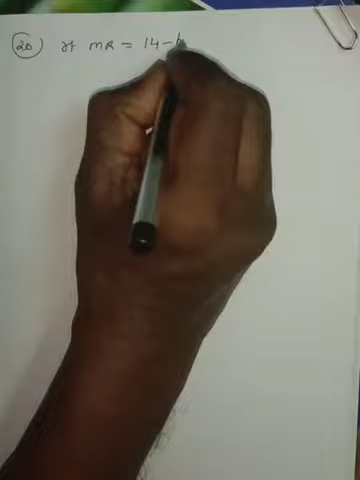 20) If MR = 14 -